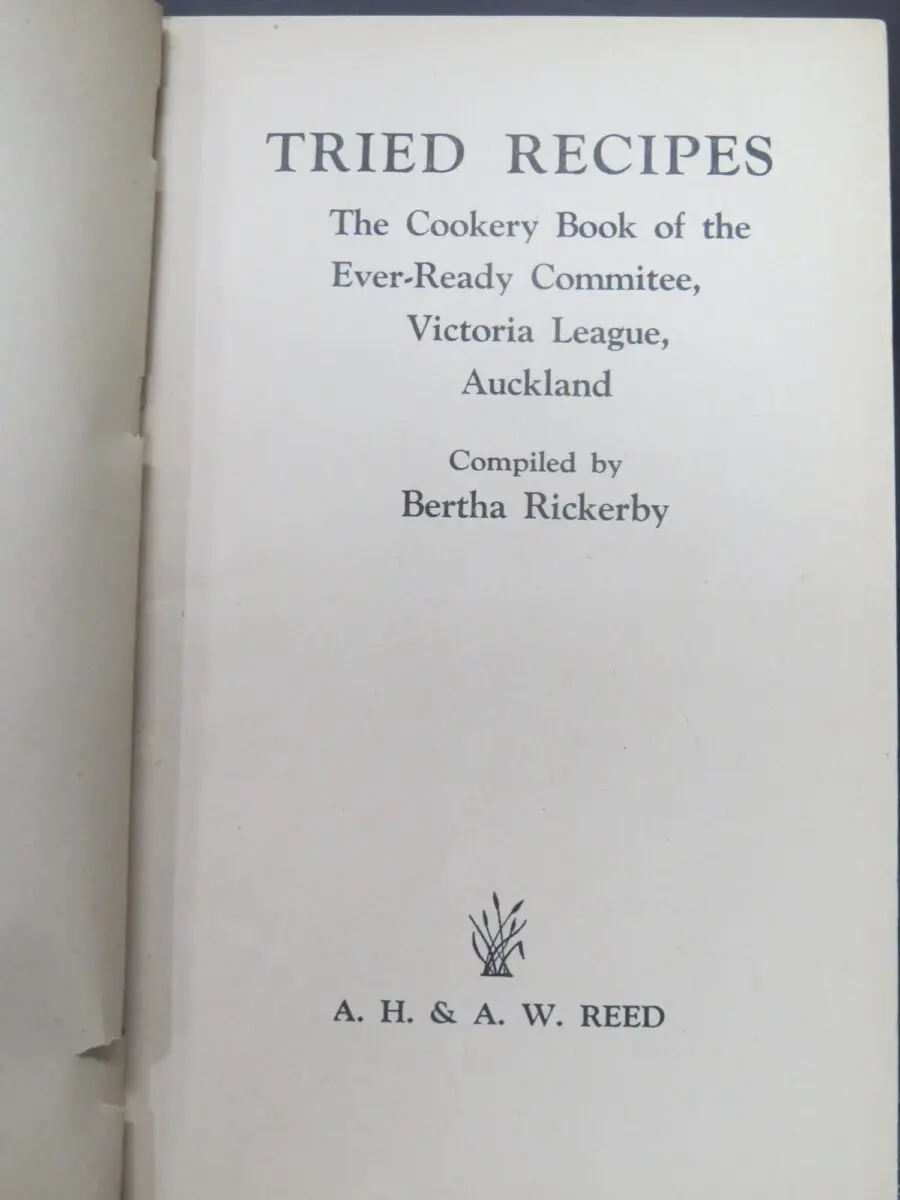 TRIED RECIPES
The Cookery Book of the
Ever-Ready Commitee,
Victoria League,
Auckland
Compiled by
Bertha Rickerby
A. H. & A. W. REED